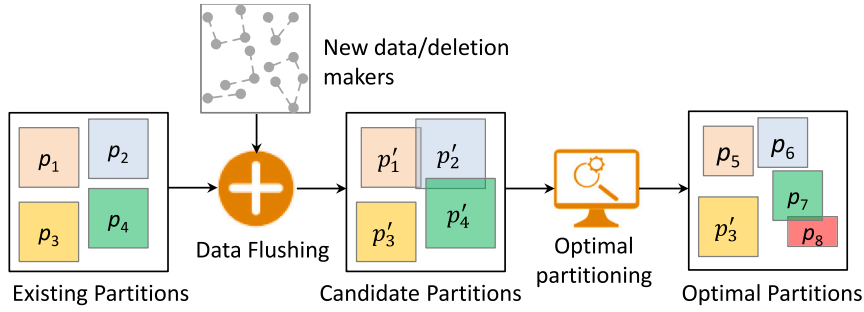 New data/deletion
makers
p1
p2
p3
p4
Existing Partitions
Data Flushing
p′1
p′2
p′3
p′4
Candidate Partitions
Optimal
partitioning
p5
p6
p7
p′3
p8
Optimal Partitions